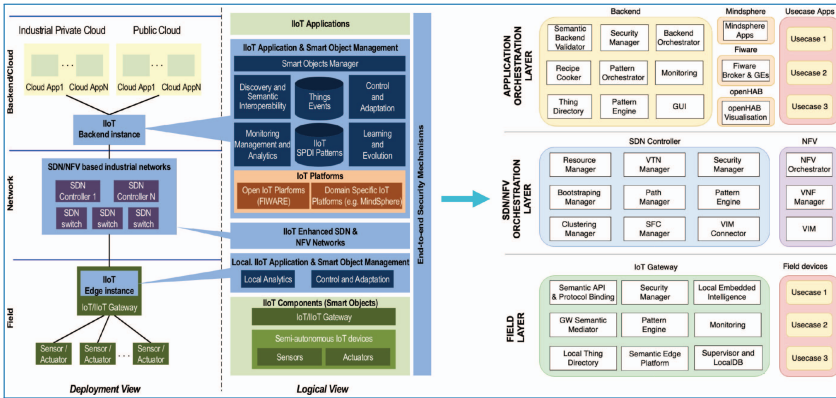 Backend/Cloud
Industrial Private Cloud
Public Cloud
Cloud App1
Cloud AppN
Cloud App1
Cloud AppN
IIoT
Backend instance
Network
SDN/NFV based industrial networks
SDN
Controller 1
SDN
Controller N
SDN
switch
SDN
switch
SDN
switch
Field
IIoT
Edge instance
IoT/IIoT Gateway
Sensor /
Actuator
Sensor /
Actuator
...
Sensor /
Actuator
Deployment View
IIoT Applications
IIoT Application & Smart Object Management
Smart Objects Manager
Discovery and
Semantic
Interoperability
Things
Events
Control
and
Adaptation
Monitoring
Management and
Analytics
IIoT
SPDI Patterns
Learning
and
Evolution
IoT Platforms
Open IoT Plarforms
(FIWARE)
Domain Specific IoT
Platforms (e.g. MindSphere)
IIoT Enhanced SDN &
NFV Networks
Local. IIoT Application & Smart Object Management
Local Analytics
Control and Adaptation
IIoT Components (Smart Objects)
IoT/IIoT Gateway
Semi-autonomous IoT devices
Sensors
Actuators
Logical View
End-to-end Security Mechanisms
APPLICATION
ORCHESTRATION
LAYER
Backend
Semantic
Backend
Validator
Security
Manager
Backend
Orchestrator
Recipe
Cooker
Pattern
Orchestrator
Monitoring
Thing
Directory
Pattern
Engine
GUI
Mindsphere
Mindsphere
Apps
Fiware
Fiware
Broker & GEs
openHAB
openHAB
Visualisation
Usecase Apps
Usecase 1
Usecase 2
Usecase 3
SDN/NFV
ORCHESTRATION
LAYER
SDN Controller
Resource
Manager
VTN
Manager
Security
Manager
Bootstraping
Manager
Path
Manager
Pattern
Engine
Clustering
Manager
SFC
Manager
VIM
Connector
NFV
NFV
Orchestrator
VNF
Manager
VIM
FIELD
LAYER
IoT Gateway
Semantic API
& Protocol Binding
Security
Manager
Local Embedded
Intelligence
GW Semantic
Mediator
Pattern
Engine
Monitoring
Local Thing
Directory
Semantic Edge
Platform
Supervisor and
LocalDB
Field devices
Usecase 1
Usecase 2
Usecase 3